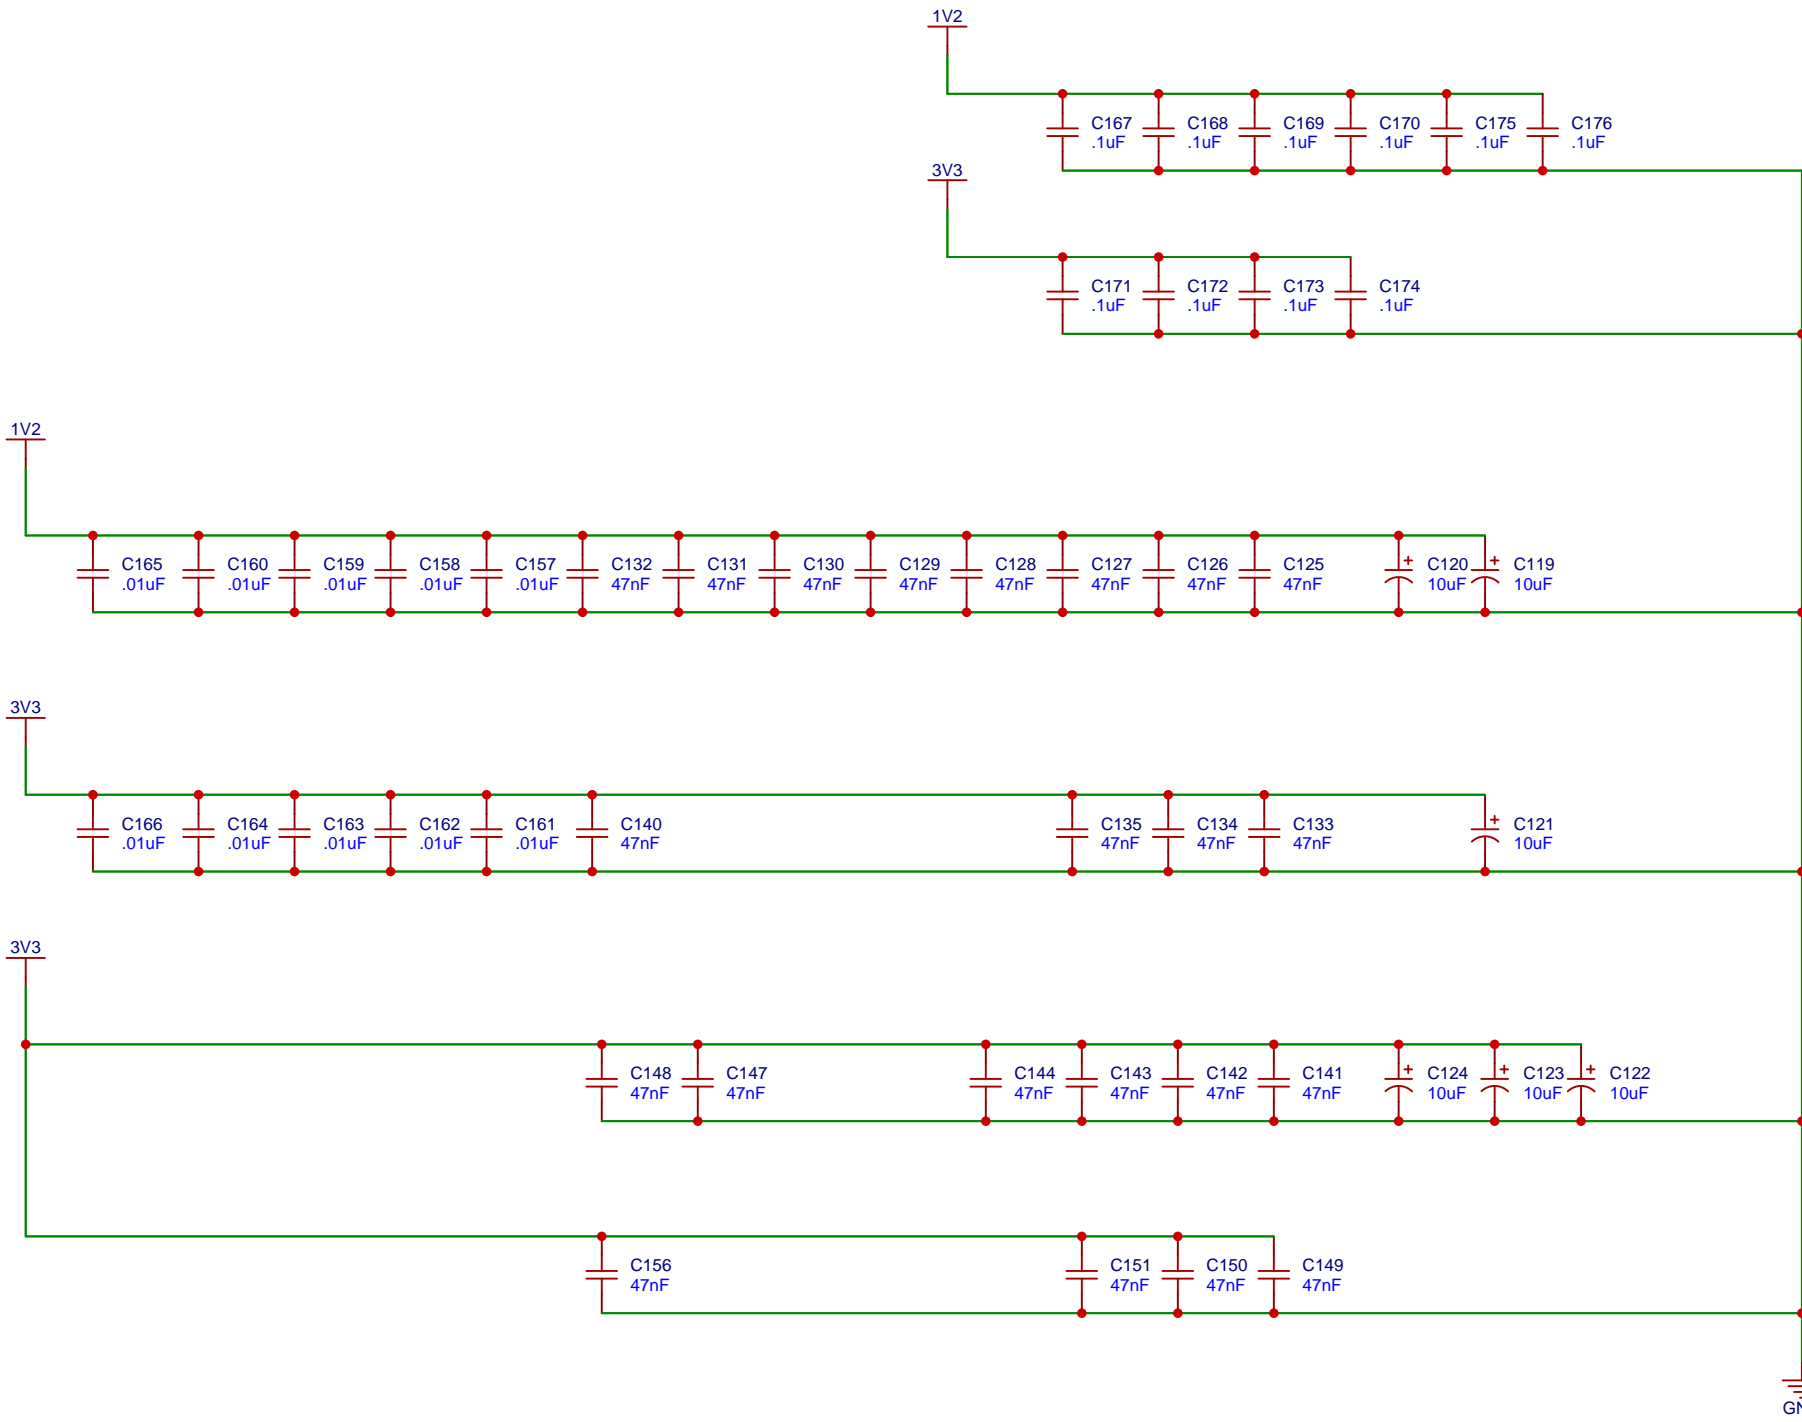 1V2
C167 C168 C169 C170 C175 C176
.1uF .1uF .1uF .1uF .1uF .1uF
3V3
C171 C172 C173 C174
.1uF .1uF .1uF .1uF
1V2
C165 C160 C159 C158 C157 C132 C131 C130 C129 C128 C127 C126 C125 C120 C119
.01uF .01uF .01uF .01uF .01uF 47nF 47nF 47nF 47nF 47nF 47nF 47nF 47nF 10uF 10uF
3V3
C166 C164 C163 C162 C161 C140 C135 C134 C133 C121
.01uF .01uF .01uF .01uF .01uF 47nF 47nF 47nF 47nF 10uF
3V3
C148 C147 C144 C143 C142 C141 C124 C123 C122
47nF 47nF 47nF 47nF 47nF 47nF 10uF 10uF 10uF
C156 C151 C150 C149
47nF 47nF 47nF 47nF